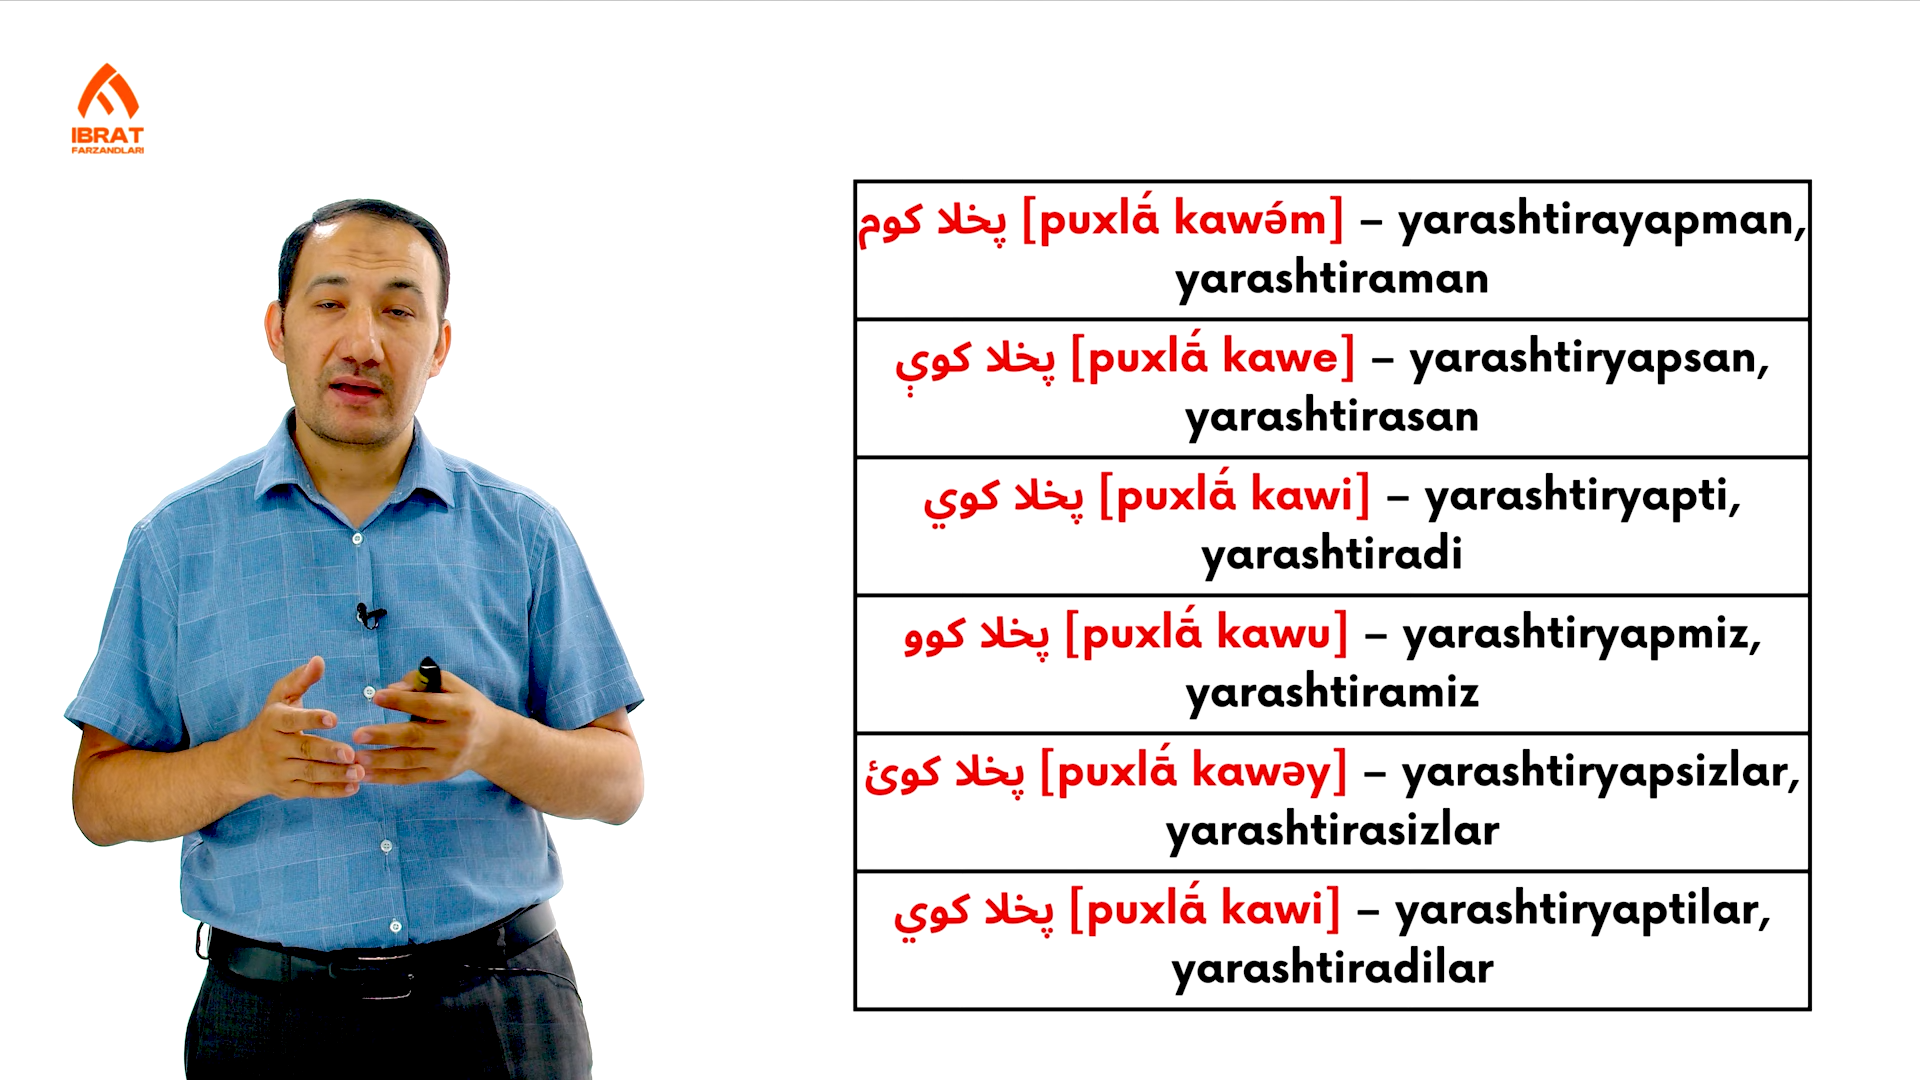 IBRAT
FARZANDLARI
پخلا کوم [puxlā́ kawə́m] – yarashtirayapman,
yarashtiraman
پخلا کوې [puxlā́ kawe] – yarashtiryapsan,
yarashtirasan
پخلا کوي [puxlā́ kawi] – yarashtiryapti,
yarashtiradi
پخلا کوو [puxlā́ kawu] – yarashtiryapmiz,
yarashtiramiz
پخلا کوئ [puxlā́ kawəy] – yarashtiryapsizlar,
yarashtirasizlar
پخلا کوي [puxlā́ kawi] – yarashtiryaptilar,
yarashtiradilar